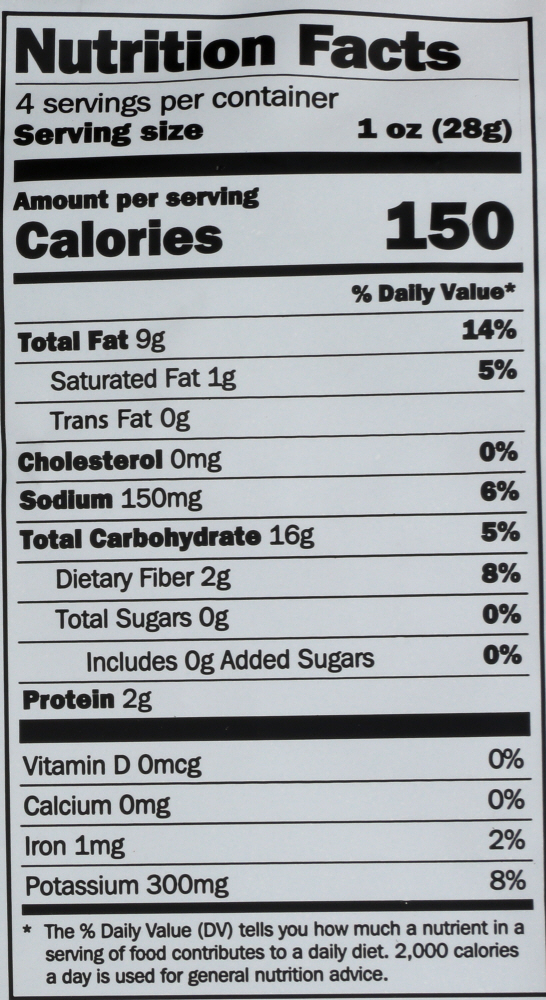 Nutrition Facts
4 servings per container
Serving size 1 oz (28g)
Amount per serving
Calories 150
% Daily Value*
Total Fat 9g 14%
Saturated Fat 1g 5%
Trans Fat 0g
Cholesterol 0mg 0%
Sodium 150mg 6%
Total Carbohydrate 16g 5%
Dietary Fiber 2g 8%
Total Sugars 0g 0%
Includes 0g Added Sugars 0%
Protein 2g
Vitamin D 0mcg 0%
Calcium 0mg 0%
Iron 1mg 2%
Potassium 300mg 8%
* The % Daily Value (DV) tells you how much a nutrient in a
serving of food contributes to a daily diet. 2,000 calories
a day is used for general nutrition advice.